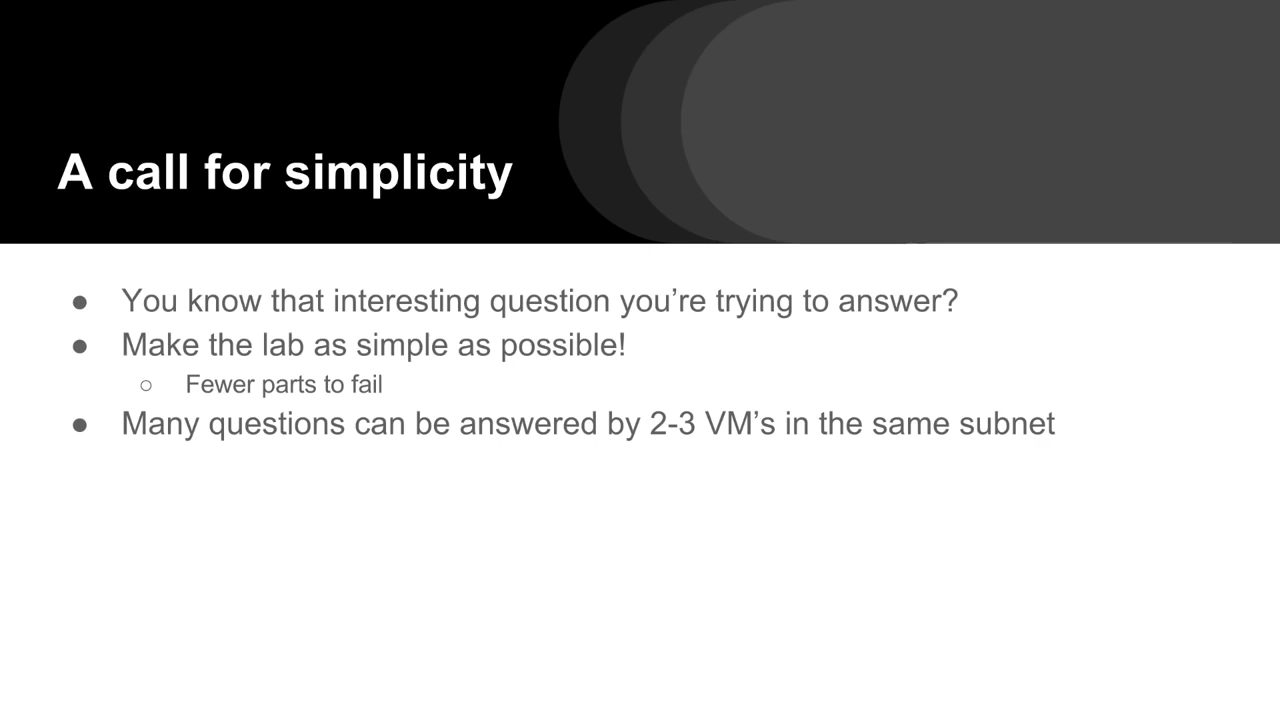 A call for simplicity
● You know that interesting question you’re trying to answer?
● Make the lab as simple as possible!
○ Fewer parts to fail
● Many questions can be answered by 2-3 VM’s in the same subnet